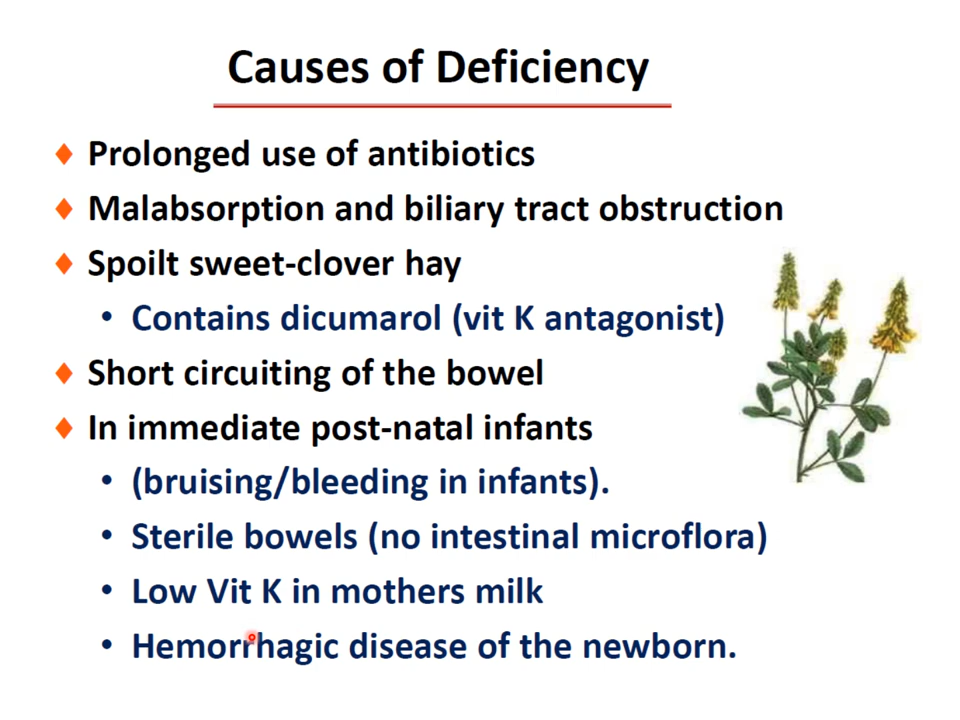 Causes of Deficiency
♦ Prolonged use of antibiotics
♦ Malabsorption and biliary tract obstruction
♦ Spoilt sweet-clover hay
• Contains dicumarol (vit K antagonist)
♦ Short circuiting of the bowel
♦ In immediate post-natal infants
• (bruising/bleeding in infants).
• Sterile bowels (no intestinal microflora)
• Low Vit K in mothers milk
• Hemorrhagic disease of the newborn.